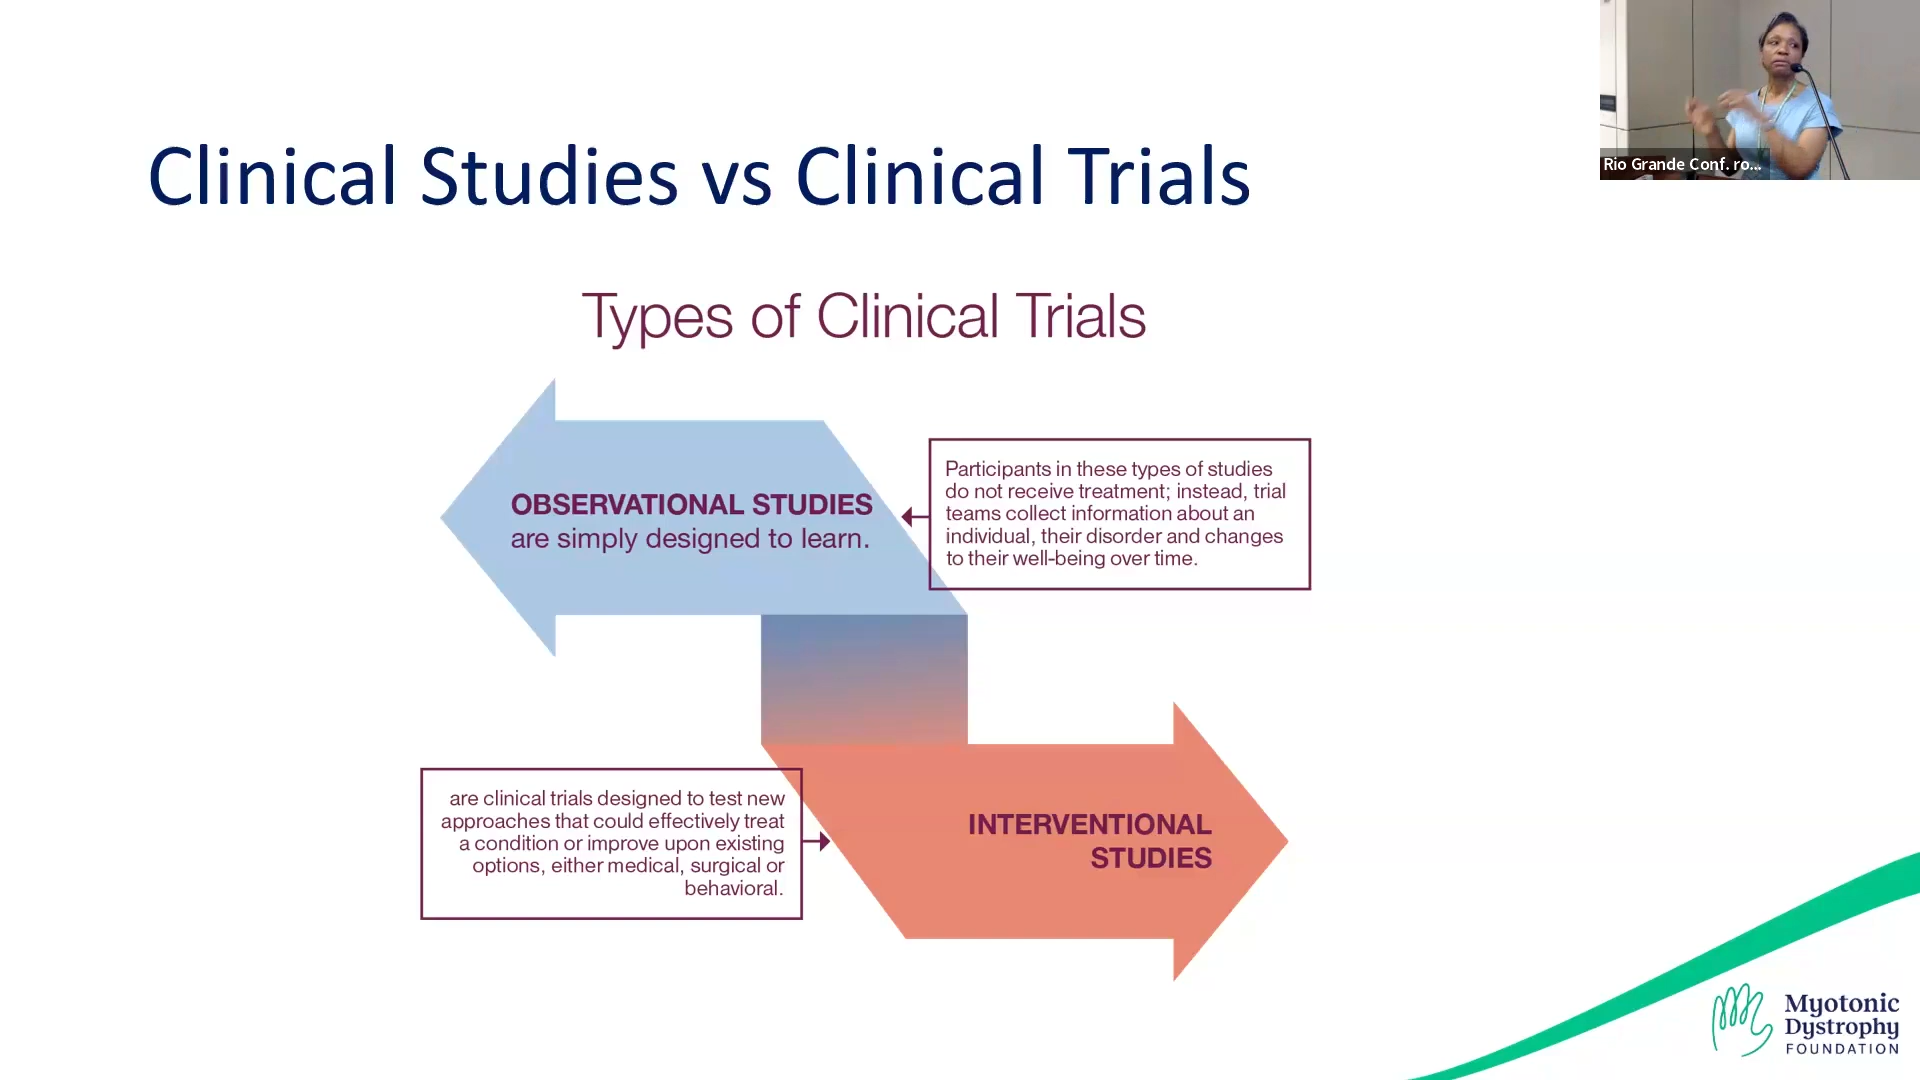 Rio Grande Conf. ro...
Clinical Studies vs Clinical Trials
Types of Clinical Trials
OBSERVATIONAL STUDIES
are simply designed to learn.
Participants in these types of studies
do not receive treatment; instead, trial
teams collect information about an
individual, their disorder and changes
to their well-being over time.
are clinical trials designed to test new
approaches that could effectively treat
a condition or improve upon existing
options, either medical, surgical or
behavioral.
INTERVENTIONAL
STUDIES
Myotonic
Dystrophy
FOUNDATION